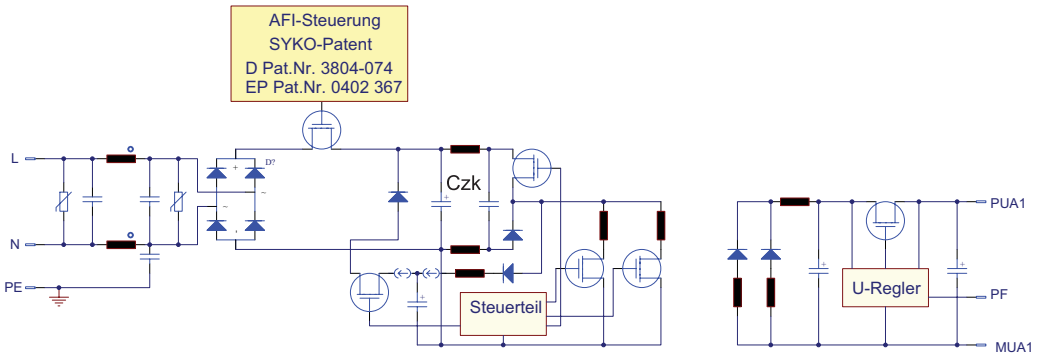 AFI-Steuerung
SYKO-Patent
D Pat.Nr. 3804-074
EP Pat.Nr. 0402 367
L
D?
+
~
~
-
Czk
+
N
PE
+
Steuerteil
PUA1
+
+
U-Regler
PF
MUA1